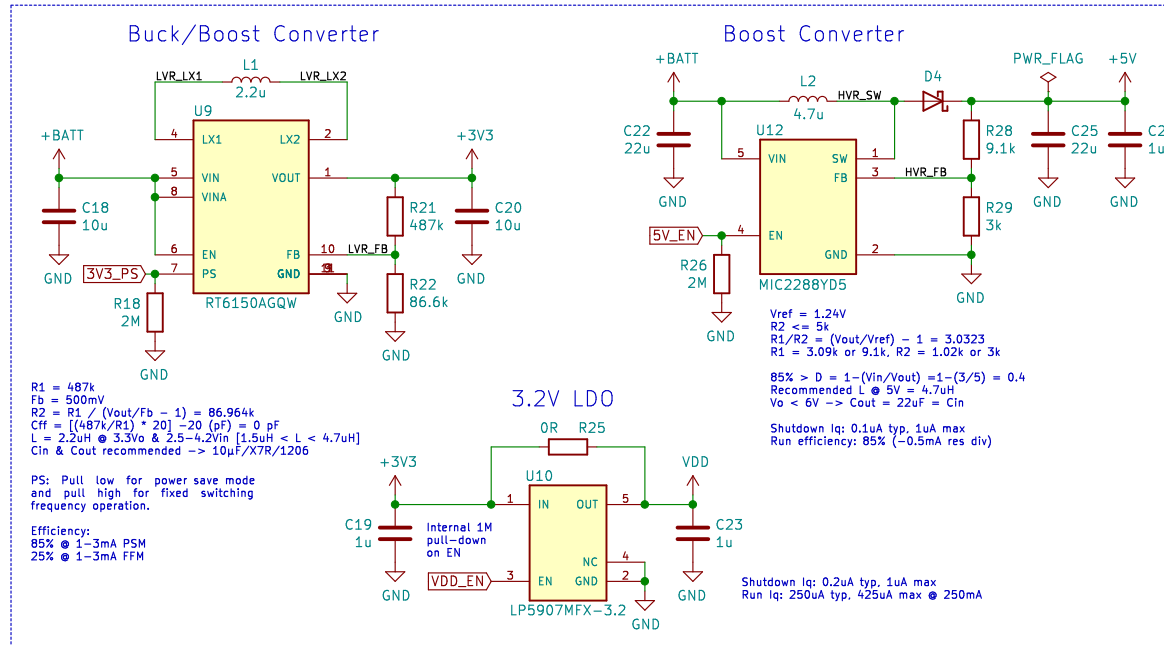 Buck/Boost Converter
L1
LVR_LX1
LVR_LX2
2.2u
U9
+BATT
4
LX1
LX2
2
+3V3
5
VIN
VOUT
1
8
VINA
C18
10u
R21
487k
C20
10u
6
EN
FB
10
LVR_FB
GND
3V3_PS
7
PS
GND
R18
2M
RT6150AGQW
R22
86.6k
GND
GND
GND
GND
R1 = 487k
Fb = 500mV
R2 = R1 / (Vout/Fb - 1) = 86.964k
Cff = [(487k/R1) * 20] -20 (pF) = 0 pF
L = 2.2uH @ 3.3Vo & 2.5-4.2Vin [1.5uH < L < 4.7uH]
Cin & Cout recommended -> 10µF/X7R/1206
PS: Pull low for power save mode
and pull high for fixed switching
frequency operation.
Efficiency:
85% @ 1-3mA PSM
25% @ 1-3mA FFM
Boost Converter
+BATT
PWR_FLAG
+5V
L2
HVR_SW
D4
4.7u
C22
22u
U12
R28
9.1k
C25
22u
1u
5
VIN
SW
1
FB
3
HVR_FB
GND
GND
GND
5V_EN
4
EN
R29
3k
GND
2
R26
2M
MIC2288YD5
GND
GND
Vref = 1.24V
R2 <= 5k
R1/R2 = (Vout/Vref) - 1 = 3.0323
R1 = 3.09k or 9.1k, R2 = 1.02k or 3k
85% > D = 1-(Vin/Vout) =1-(3/5) = 0.4
Recommended L @ 5V = 4.7uH
Vo < 6V -> Cout = 22uF = Cin
Shutdown Iq: 0.1uA typ, 1uA max
Run efficiency: 85% (-0.5mA res div)
3.2V LDO
0R
R25
+3V3
U10
VDD
1
IN
OUT
5
C19
1u
Internal 1M
pull-down
on EN
C23
1u
NC
4
VDD_EN
3
EN
GND
2
GND
LP5907MFX-3.2
GND
GND
Shutdown Iq: 0.2uA typ, 1uA max
Run Iq: 250uA typ, 425uA max @ 250mA